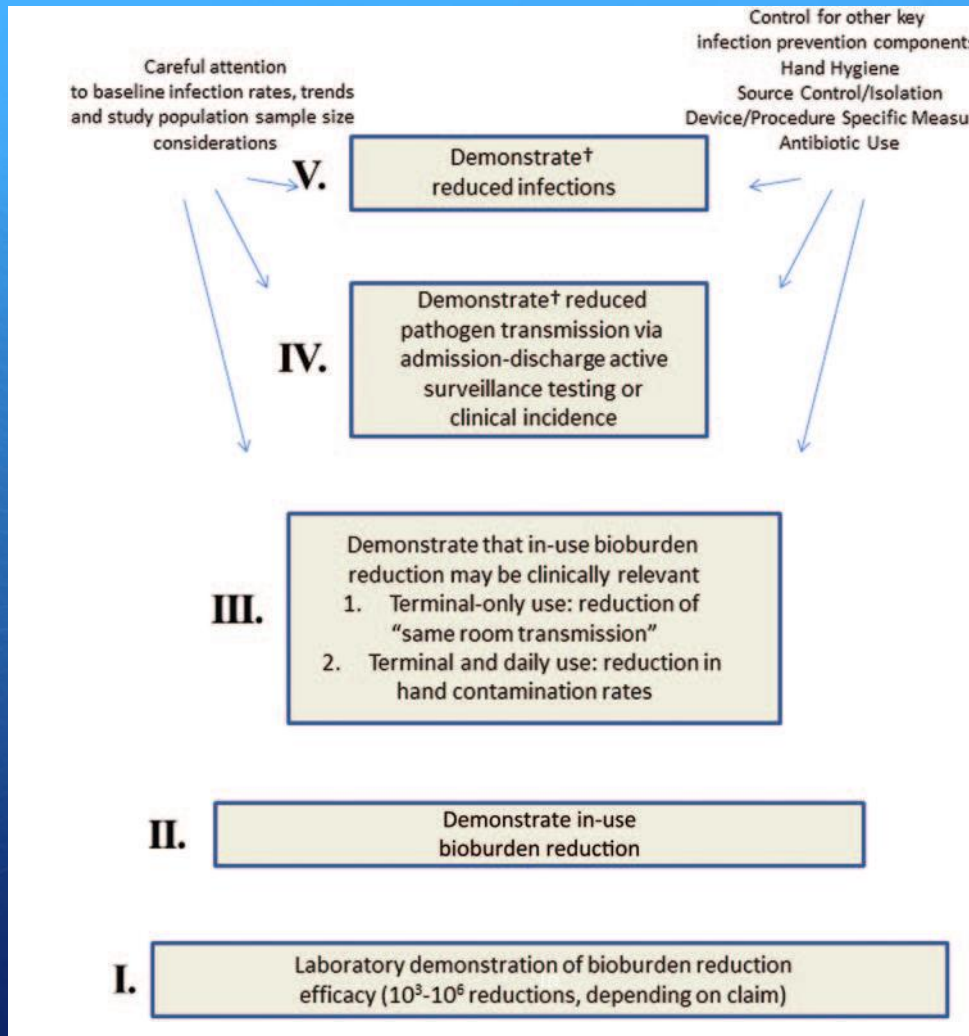 Careful attention
to baseline infection rates, trends
and study population sample size
considerations
Control for other key
infection prevention component
Hand Hygiene
Source Control/Isolation
Device/Procedure Specific Measu
Antibiotic Use
V.
Demonstrate†
reduced infections
IV.
Demonstrate† reduced
pathogen transmission via
admission-discharge active
surveillance testing or
clinical incidence
III.
Demonstrate that in-use bioburden
reduction may be clinically relevant
1. Terminal-only use: reduction of
“same room transmission”
2. Terminal and daily use: reduction in
hand contamination rates
II.
Demonstrate in-use
bioburden reduction
I.
Laboratory demonstration of bioburden reduction
efficacy (10³-10⁶ reductions, depending on claim)